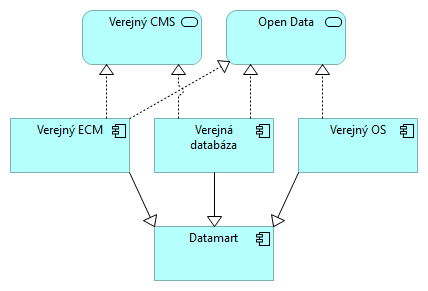 Verejný CMS
Open Data
Verejný ECM
Verejná
databáza
Verejný OS
Datamart